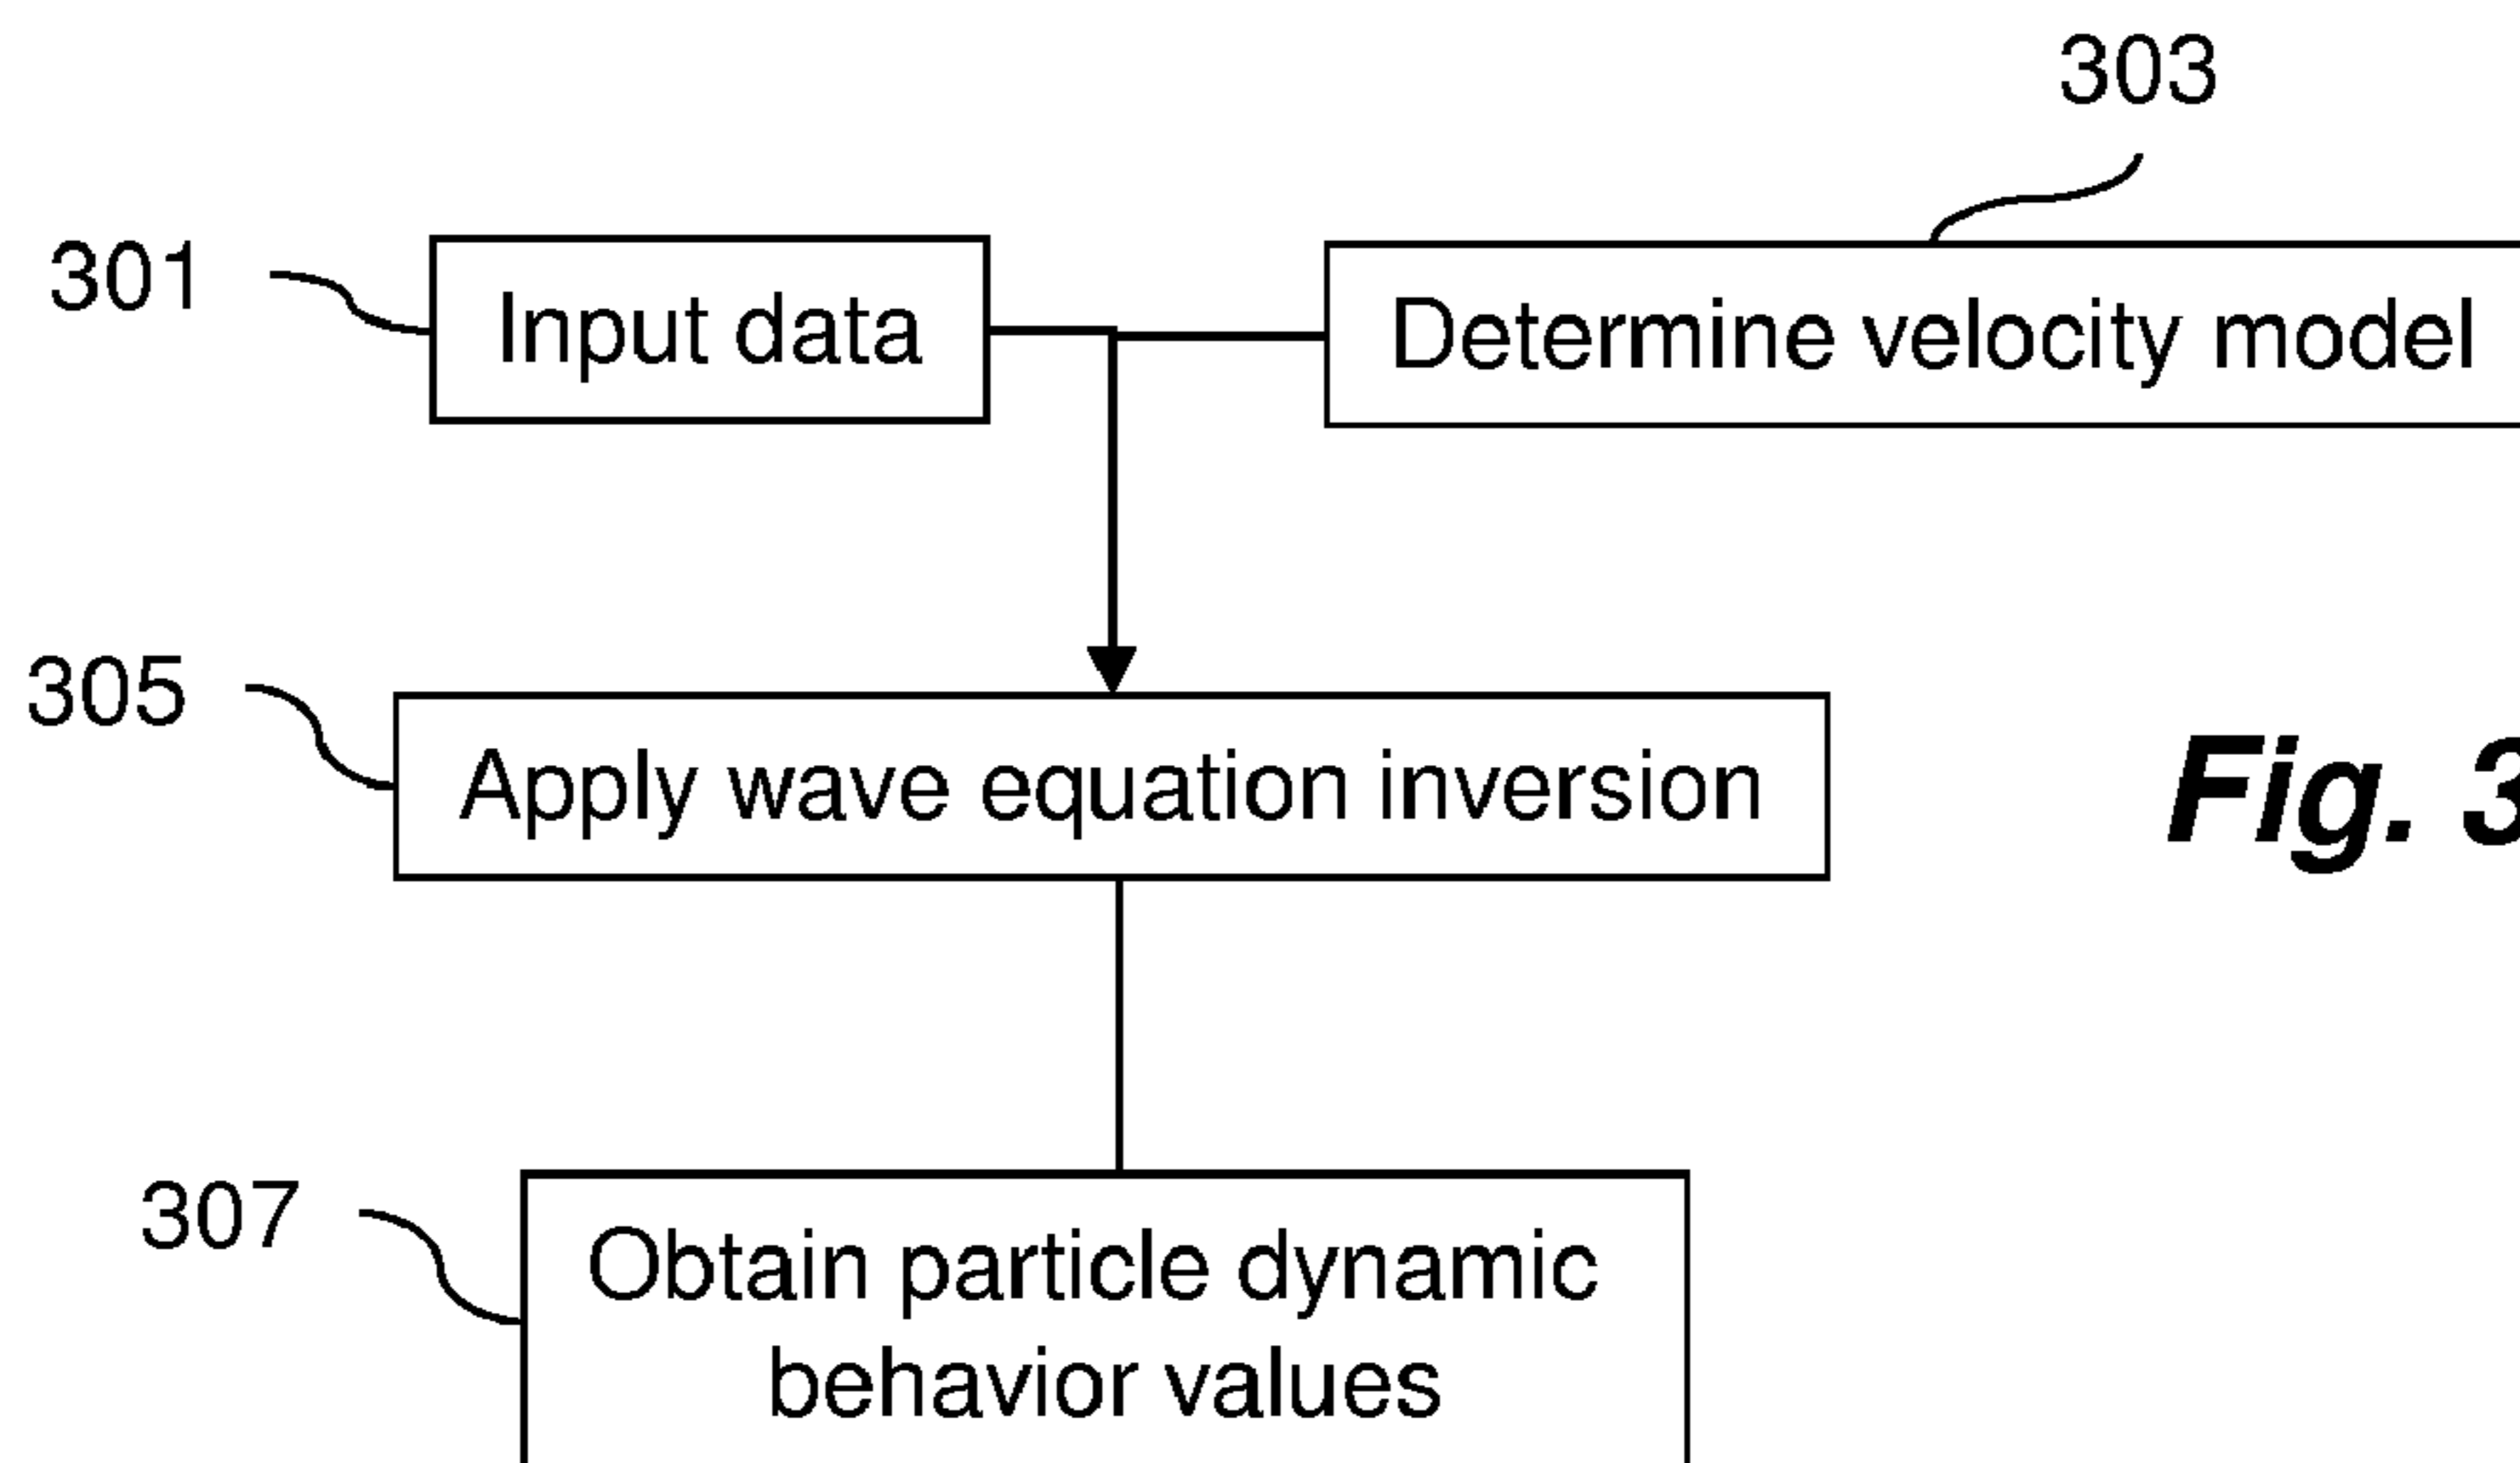 303
301
Input data
Determine velocity model
305
Apply wave equation inversion
Fig. 3
307
Obtain particle dynamic
behavior values